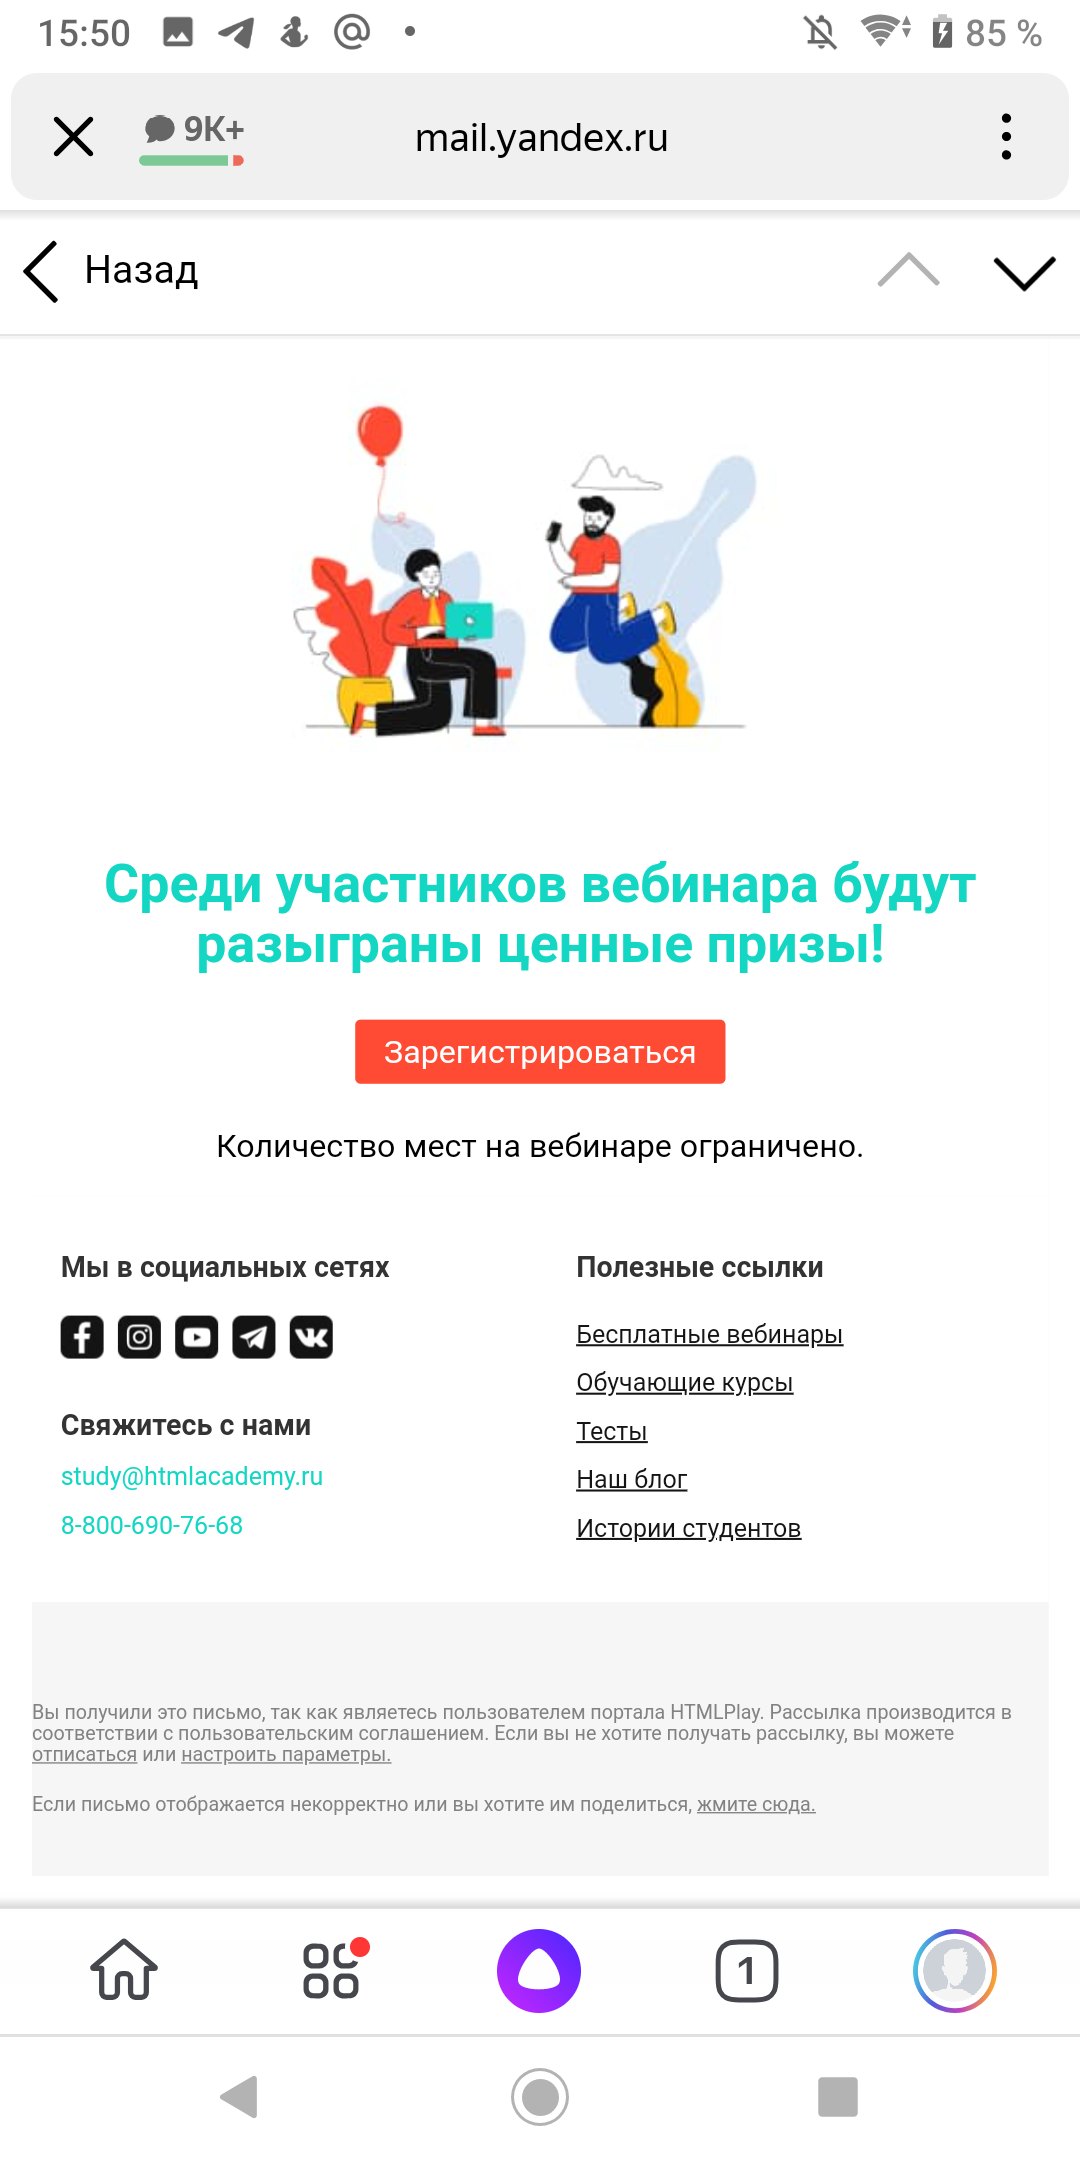 15:50
85 %
9K+
mail.yandex.ru
Назад
Среди участников вебинара будут
разыграны ценные призы!
Зарегистрироваться
Количество мест на вебинаре ограничено.
Мы в социальных сетях
Свяжитесь с нами
study@htmlacademy.ru
8-800-690-76-68
Полезные ссылки
Бесплатные вебинары
Обучающие курсы
Тесты
Наш блог
Истории студентов
Вы получили это письмо, так как являетесь пользователем портала HTMLPlay. Рассылка производится в
соответствии с пользовательским соглашением. Если вы не хотите получать рассылку, вы можете
отписаться или настроить параметры.
Если письмо отображается некорректно или вы хотите им поделиться, жмите сюда.
1